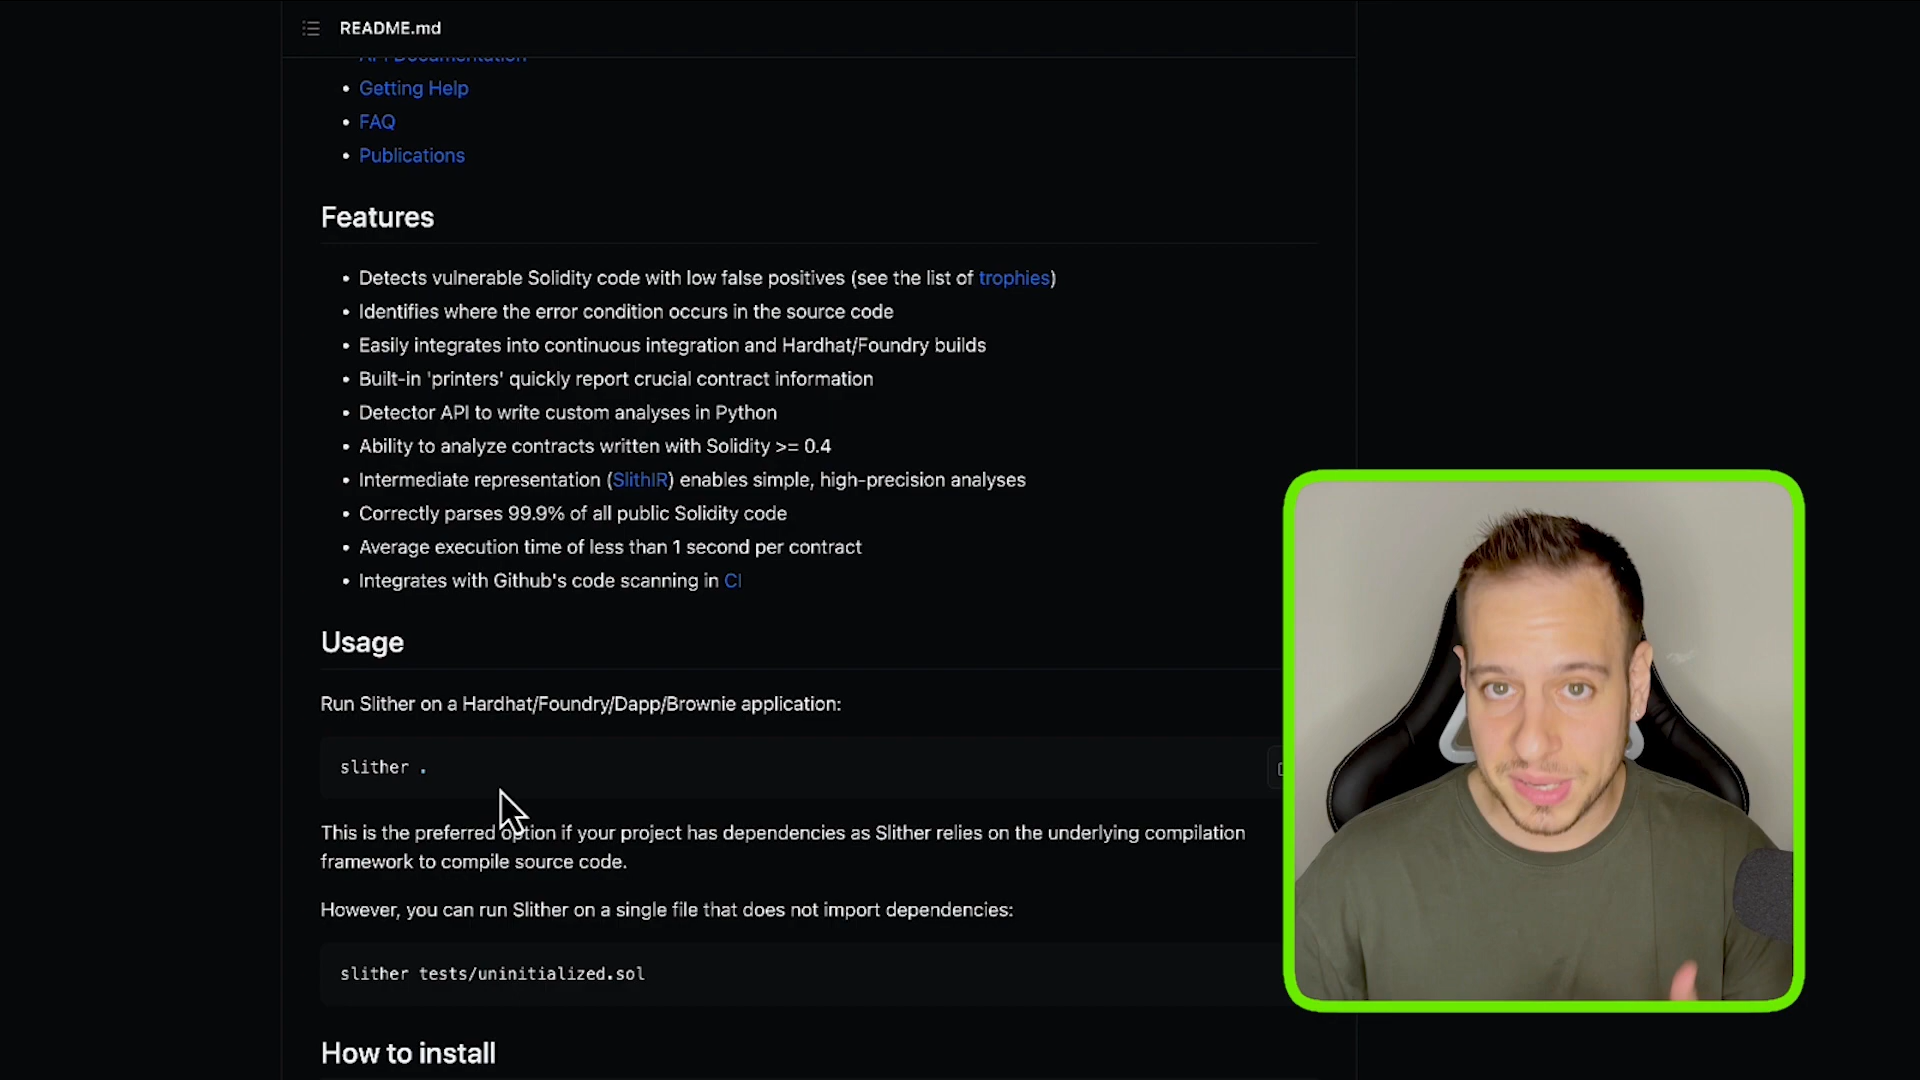 README.md
API Documentation
Getting Help
FAQ
Publications
Features
Detects vulnerable Solidity code with low false positives (see the list of trophies)
Identifies where the error condition occurs in the source code
Easily integrates into continuous integration and Hardhat/Foundry builds
Built-in 'printers' quickly report crucial contract information
Detector API to write custom analyses in Python
Ability to analyze contracts written with Solidity >= 0.4
Intermediate representation (SlithIR) enables simple, high-precision analyses
Correctly parses 99.9% of all public Solidity code
Average execution time of less than 1 second per contract
Integrates with Github's code scanning in CI
Usage
Run Slither on a Hardhat/Foundry/Dapp/Brownie application:
slither .
This is the preferred option if your project has dependencies as Slither relies on the underlying compilation
framework to compile source code.
However, you can run Slither on a single file that does not import dependencies:
slither tests/uninitialized.sol
How to install